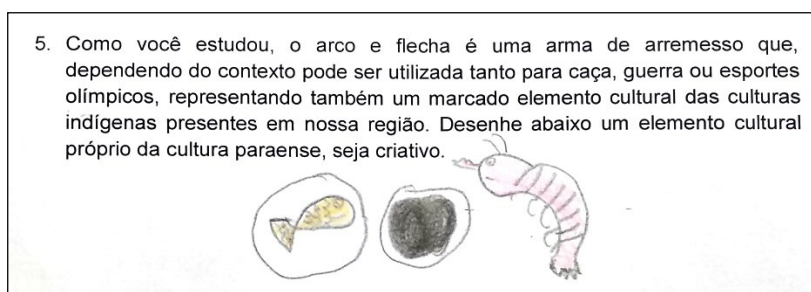 5. Como você estudou, o arco e flecha é uma arma de arremesso que,
dependendo do contexto pode ser utilizada tanto para caça, guerra ou esportes
olímpicos, representando também um marcado elemento cultural das culturas
indígenas presentes em nossa região. Desenhe abaixo um elemento cultural
próprio da cultura paraense, seja criativo.